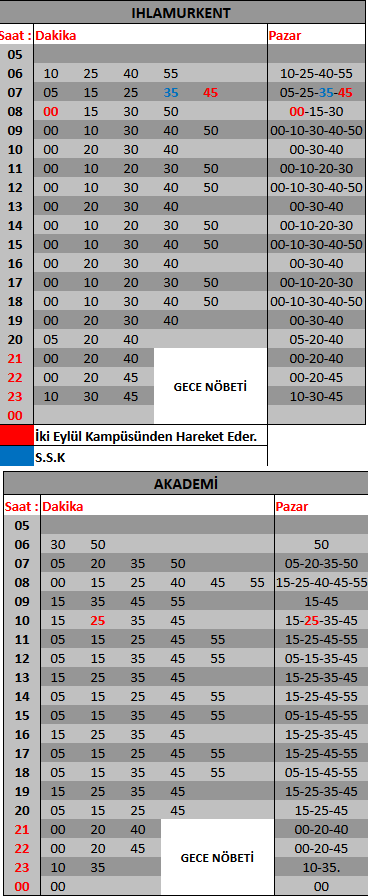 IHLAMURKENT
Saat : Dakika Pazar
05
06 10 25 40 55 10-25-40-55
07 05 15 25 35 45 05-25-35-45
08 00 15 30 50 00-15-30
09 00 10 30 40 50 00-10-30-40-50
10 00 20 30 40 00-30-40
11 00 10 20 30 50 00-10-20-30
12 00 10 30 40 50 00-10-30-40-50
13 00 20 30 40 00-30-40
14 00 10 20 30 50 00-10-20-30
15 00 10 30 40 50 00-10-30-40-50
16 00 20 30 40 00-30-40
17 00 10 20 30 50 00-10-20-30
18 00 10 30 40 50 00-10-30-40-50
19 00 20 30 40 00-30-40
20 05 20 40 05-20-40
21 00 20 40 00-20-40
22 00 20 45 GECE NÖBETİ 00-20-45
23 10 30 45 10-30-45
00
İki Eylül Kampüsünden Hareket Eder.
S.S.K
AKADEMİ
Saat : Dakika Pazar
05
06 30 50 50
07 05 20 35 50 05-20-35-50
08 00 15 25 40 45 55 15-25-40-45-55
09 15 35 45 55 15-45
10 15 25 35 45 15-25-35-45
11 05 15 25 45 55 15-25-45-55
12 05 15 35 45 55 05-15-35-45
13 15 25 35 45 15-25-35-45
14 05 15 25 45 55 15-25-45-55
15 05 15 35 45 55 05-15-45-55
16 15 25 35 45 15-25-35-45
17 05 15 25 45 55 15-25-45-55
18 05 15 35 45 55 05-15-45-55
19 15 25 35 45 15-25-35-45
20 05 15 25 45 15-25-45
21 00 20 40 00-20-40
22 00 20 45 GECE NÖBETİ 00-20-45
23 10 35 10-35.
00 00 00